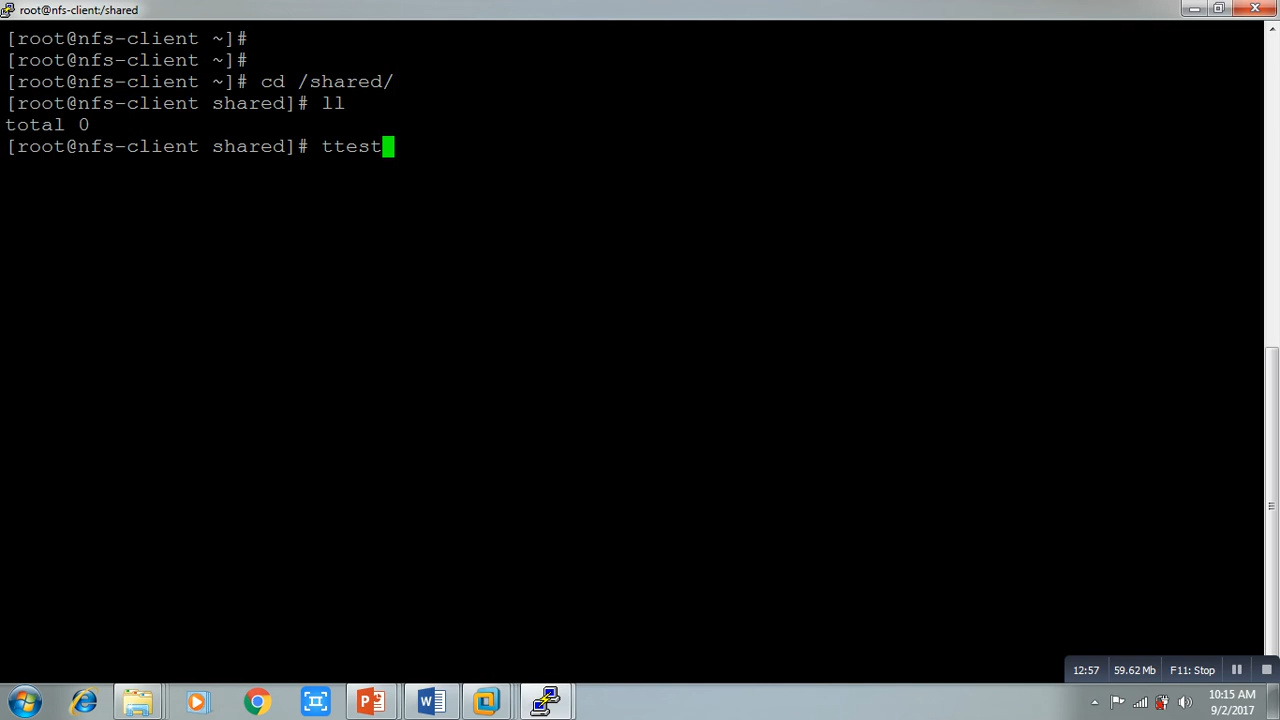 root@nfs-client:/shared
[root@nfs-client ~]#
[root@nfs-client ~]#
[root@nfs-client ~]# cd /shared/
[root@nfs-client shared]# ll
total 0
[root@nfs-client shared]# ttest
12:57 59.62 Mb F11: Stop
10:15 AM
9/2/2017